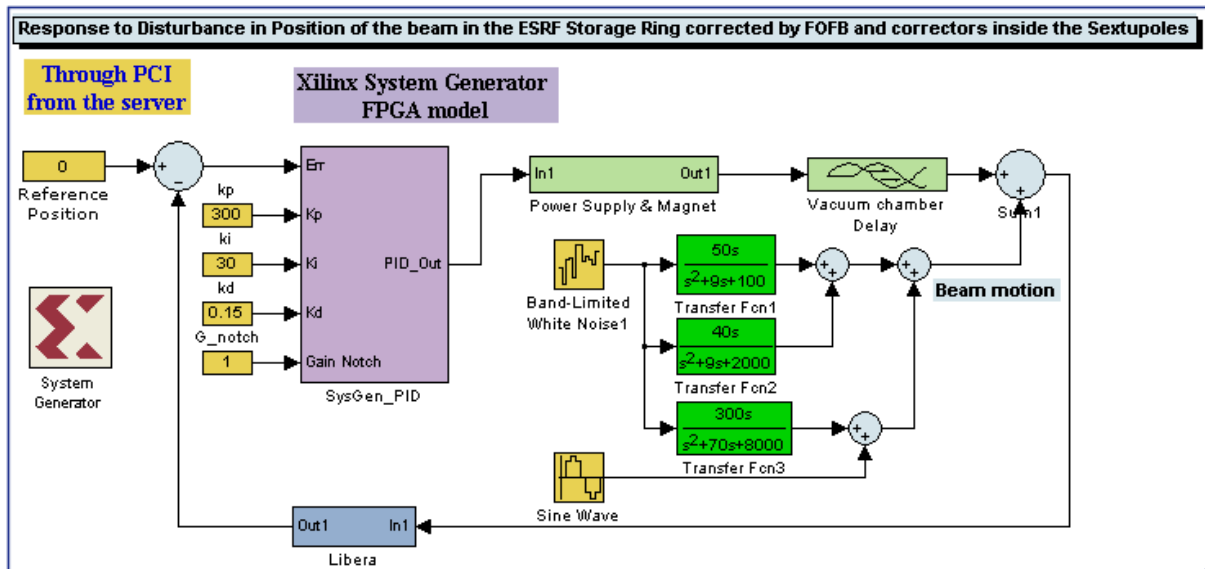 Response to Disturbance in Position of the beam in the ESRF Storage Ring corrected by FOFB and correctors inside the Sextupoles
Through PCI
from the server
Xilinx System Generator
FPGA model
0
Reference
Position
+
−
kp
300
ki
30
kd
0.15
G_notch
1
Err
Kp
Ki
Kd
Gain Notch
PID_Out
SysGen_PID
System
Generator
In1
Out1
Power Supply & Magnet
Vacuum chamber
Delay
+
+
Sum1
Band-Limited
White Noise1
50s
s²+9s+100
Transfer Fcn1
40s
s²+9s+2000
Transfer Fcn2
300s
s²+70s+8000
Transfer Fcn3
+
+
+
+
Beam motion
+
+
Sine Wave
Out1
In1
Libera